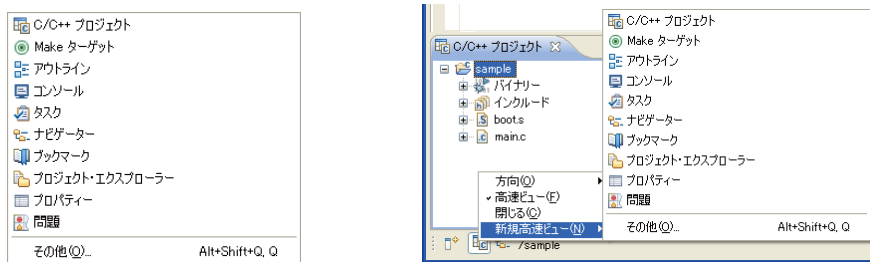 C/C++ プロジェクト
Make ターゲット
アウトライン
コンソール
タスク
ナビゲーター
ブックマーク
プロジェクト・エクスプローラー
プロパティー
問題
その他(O)... Alt+Shift+Q, Q
C/C++ プロジェクト
sample
バイナリー
インクルード
boot.s
main.c
方向(O)
高速ビュー(F)
閉じる(C)
新規高速ビュー(N)
/sample
C/C++ プロジェクト
Make ターゲット
アウトライン
コンソール
タスク
ナビゲーター
ブックマーク
プロジェクト・エクスプローラー
プロパティー
問題
その他(O)... Alt+Shift+Q, Q